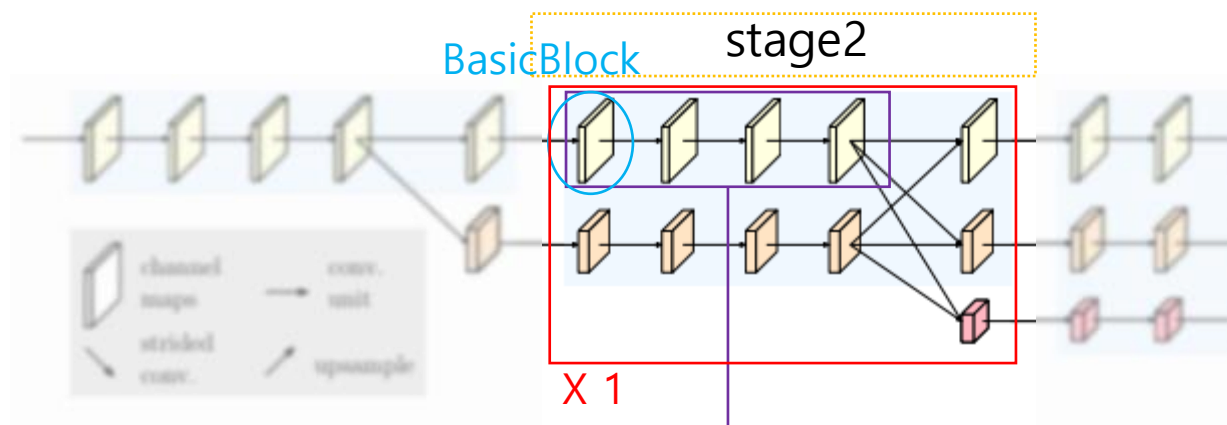 stage2
BasicBlock
channel
maps
conv.
unit
strided
conv.
upsample
X 1